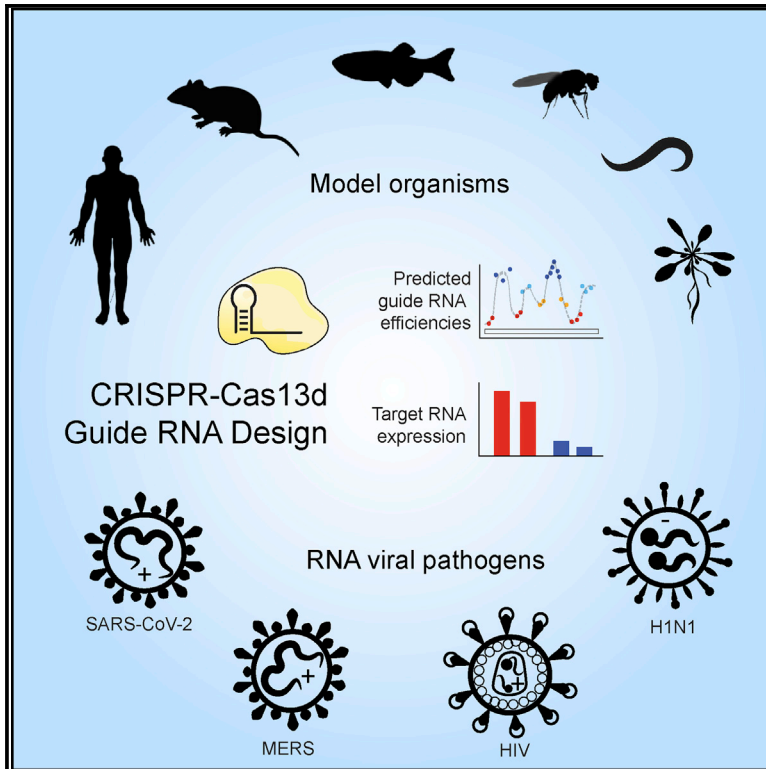 Model organisms
Predicted
guide RNA
efficiencies
CRISPR-Cas13d
Guide RNA Design
Target RNA
expression
RNA viral pathogens
+
SARS-CoV-2
+
MERS
+
HIV
-
H1N1